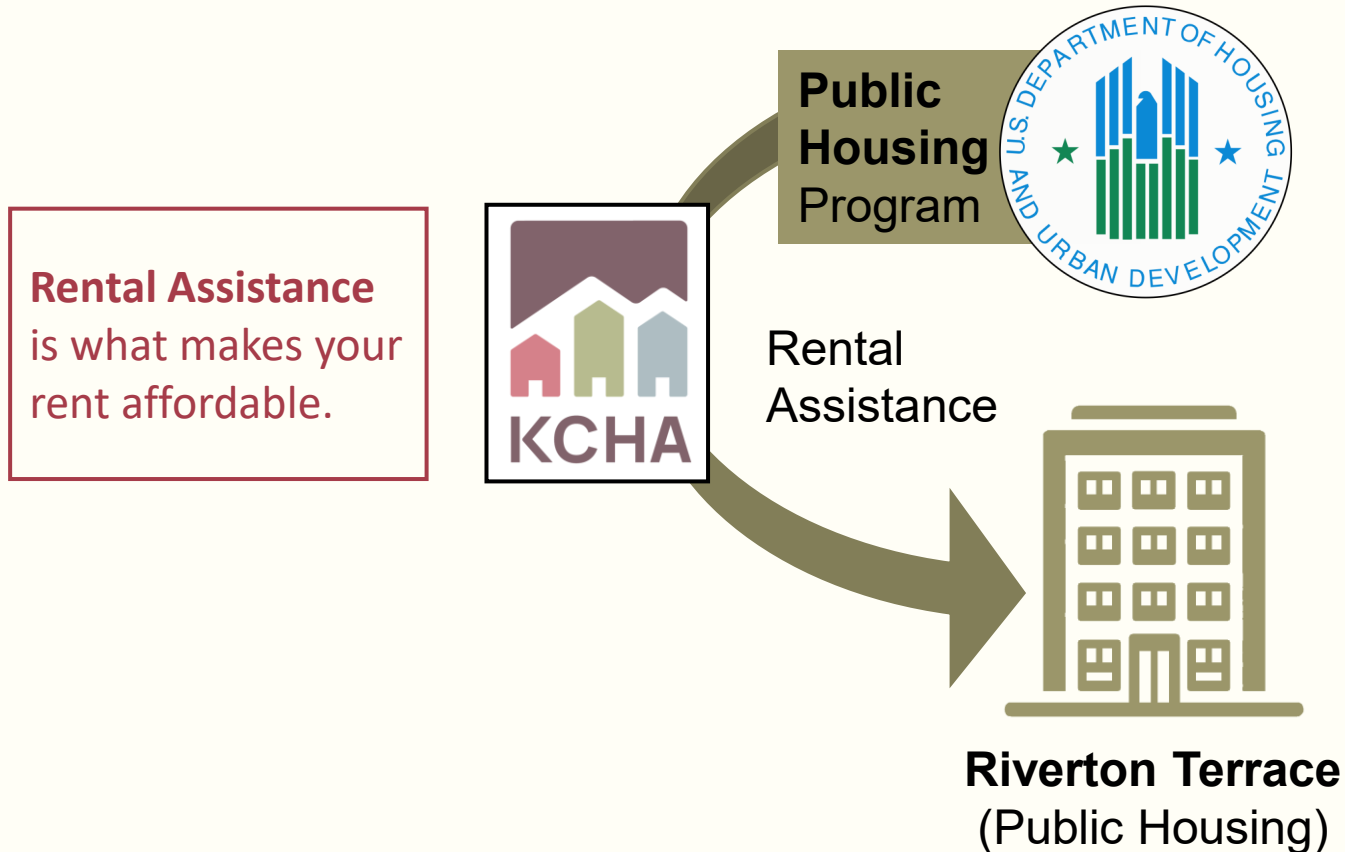 Rental Assistance
is what makes your
rent affordable.
KCHA
Public
Housing
Program
U.S. DEPARTMENT OF HOUSING
AND URBAN DEVELOPMENT
Rental
Assistance
Riverton Terrace
(Public Housing)